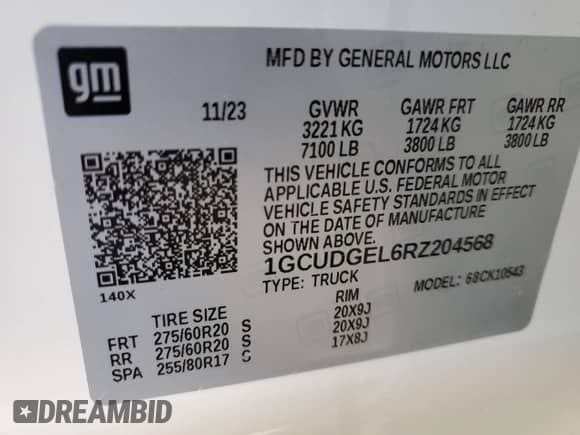 gm
MFD BY GENERAL MOTORS LLC
11/23 GVWR GAWR FRT GAWR RR
3221 KG 1724 KG 1724 KG
7100 LB 3800 LB 3800 LB
THIS VEHICLE CONFORMS TO ALL
APPLICABLE U.S. FEDERAL MOTOR
VEHICLE SAFETY STANDARDS IN EFFECT
ON THE DATE OF MANUFACTURE
SHOWN ABOVE.
1GCUDGEL6RZ204568
TYPE: TRUCK MODEL: 68CK10543
140X
TIRE SIZE RIM
FRT 275/60R20 S 20X9J
RR 275/60R20 S 20X9J
SPA 255/80R17 S 17X8J
DREAMBID